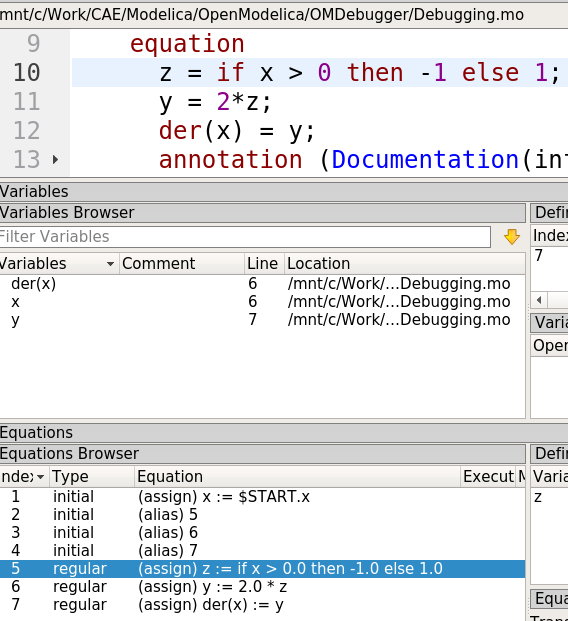 mnt/c/Work/CAE/Modelica/OpenModelica/OMDebugger/Debugging.mo
9 equation
10 z = if x > 0 then -1 else 1;
11 y = 2*z;
12 der(x) = y;
13 annotation (Documentation(inf
Variables
Variables Browser
Filter Variables
Variables Comment Line Location
der(x) 6 /mnt/c/Work/...Debugging.mo
x 6 /mnt/c/Work/...Debugging.mo
y 7 /mnt/c/Work/...Debugging.mo
Defi
Index
7
Varia
Oper
Equations
Equations Browser
Index Type Equation Execut M
1 initial (assign) x := $START.x
2 initial (alias) 5
3 initial (alias) 6
4 initial (alias) 7
5 regular (assign) z := if x > 0.0 then -1.0 else 1.0
6 regular (assign) y := 2.0 * z
7 regular (assign) der(x) := y
Defi
Varia
z
Equa